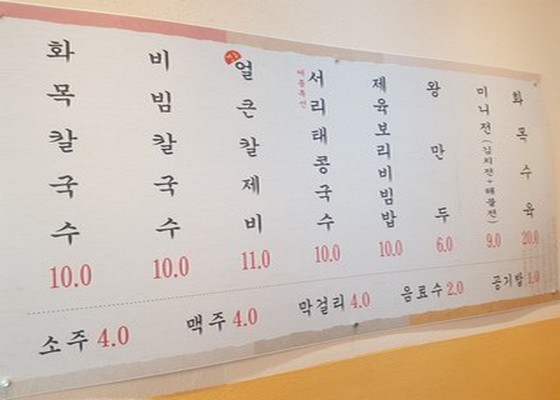 화목칼국수 10.0
비빔칼국수 10.0
얼큰칼제비 11.0
여름특선
서리태콩국수 10.0
제육보리비빔밥 10.0
왕만두 6.0
미니전(김치전+해물전) 9.0
화목수육 20.0
소주 4.0
맥주 4.0
막걸리 4.0
음료수 2.0
공기밥 1.0